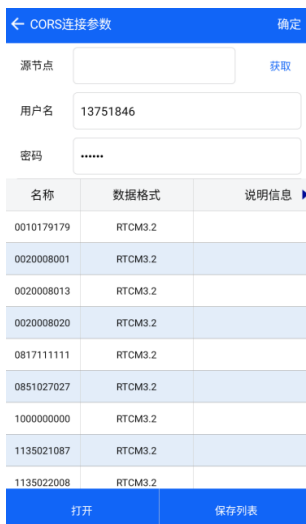 CORS连接参数 确定
源节点 获取
用户名 13751846
密码 ••••••
名称 数据格式 说明信息
0010179179 RTCM3.2
0020008001 RTCM3.2
0020008013 RTCM3.2
0020008020 RTCM3.2
0817111111 RTCM3.2
0851027027 RTCM3.2
1000000000 RTCM3.2
1135021087 RTCM3.2
1135022008 RTCM3.2
打开 保存列表